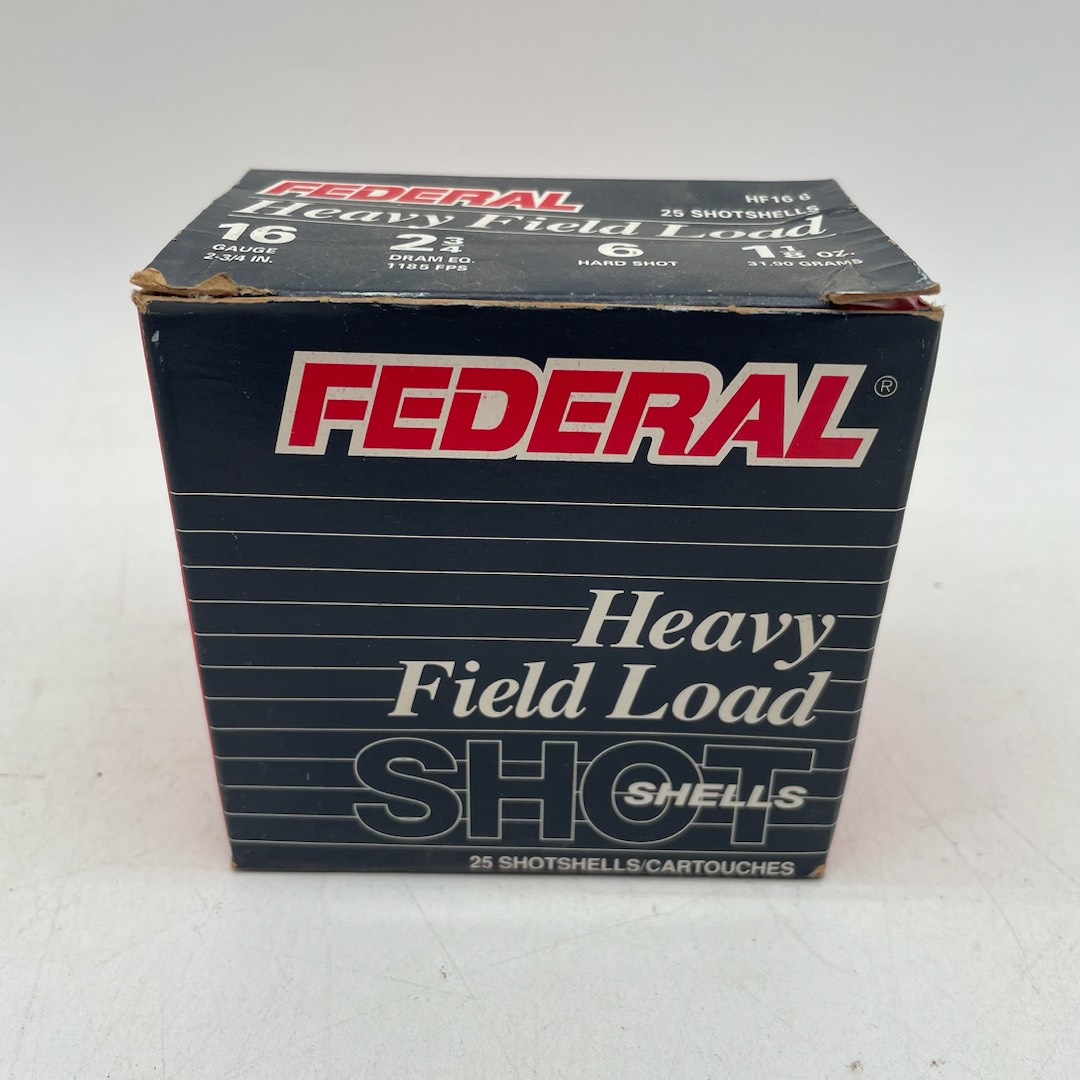 FEDERAL
HF16 6
25 SHOTSHELLS
Heavy Field Load
16
GAUGE
2-3/4 IN.
2 3/4
DRAM EQ.
1185 FPS
6
HARD SHOT
1 1/8 OZ.
31.90 GRAMS
FEDERAL®
Heavy
Field Load
SHOT
SHELLS
25 SHOTSHELLS/CARTOUCHES